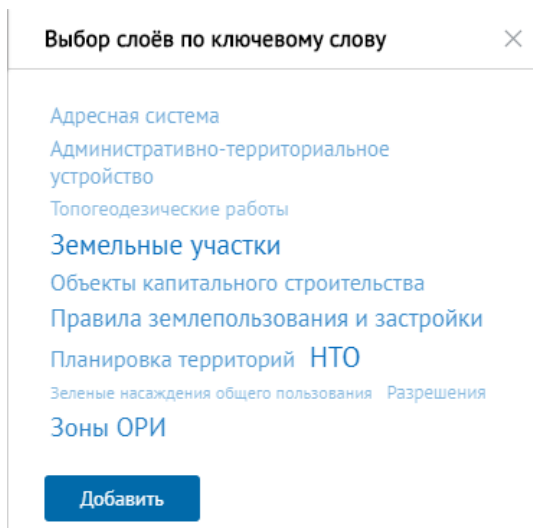 Выбор слоёв по ключевому слову
Адресная система
Административно-территориальное
устройство
Топогеодезические работы
Земельные участки
Объекты капитального строительства
Правила землепользования и застройки
Планировка территорий НТО
Зеленые насаждения общего пользования Разрешения
Зоны ОРИ
Добавить